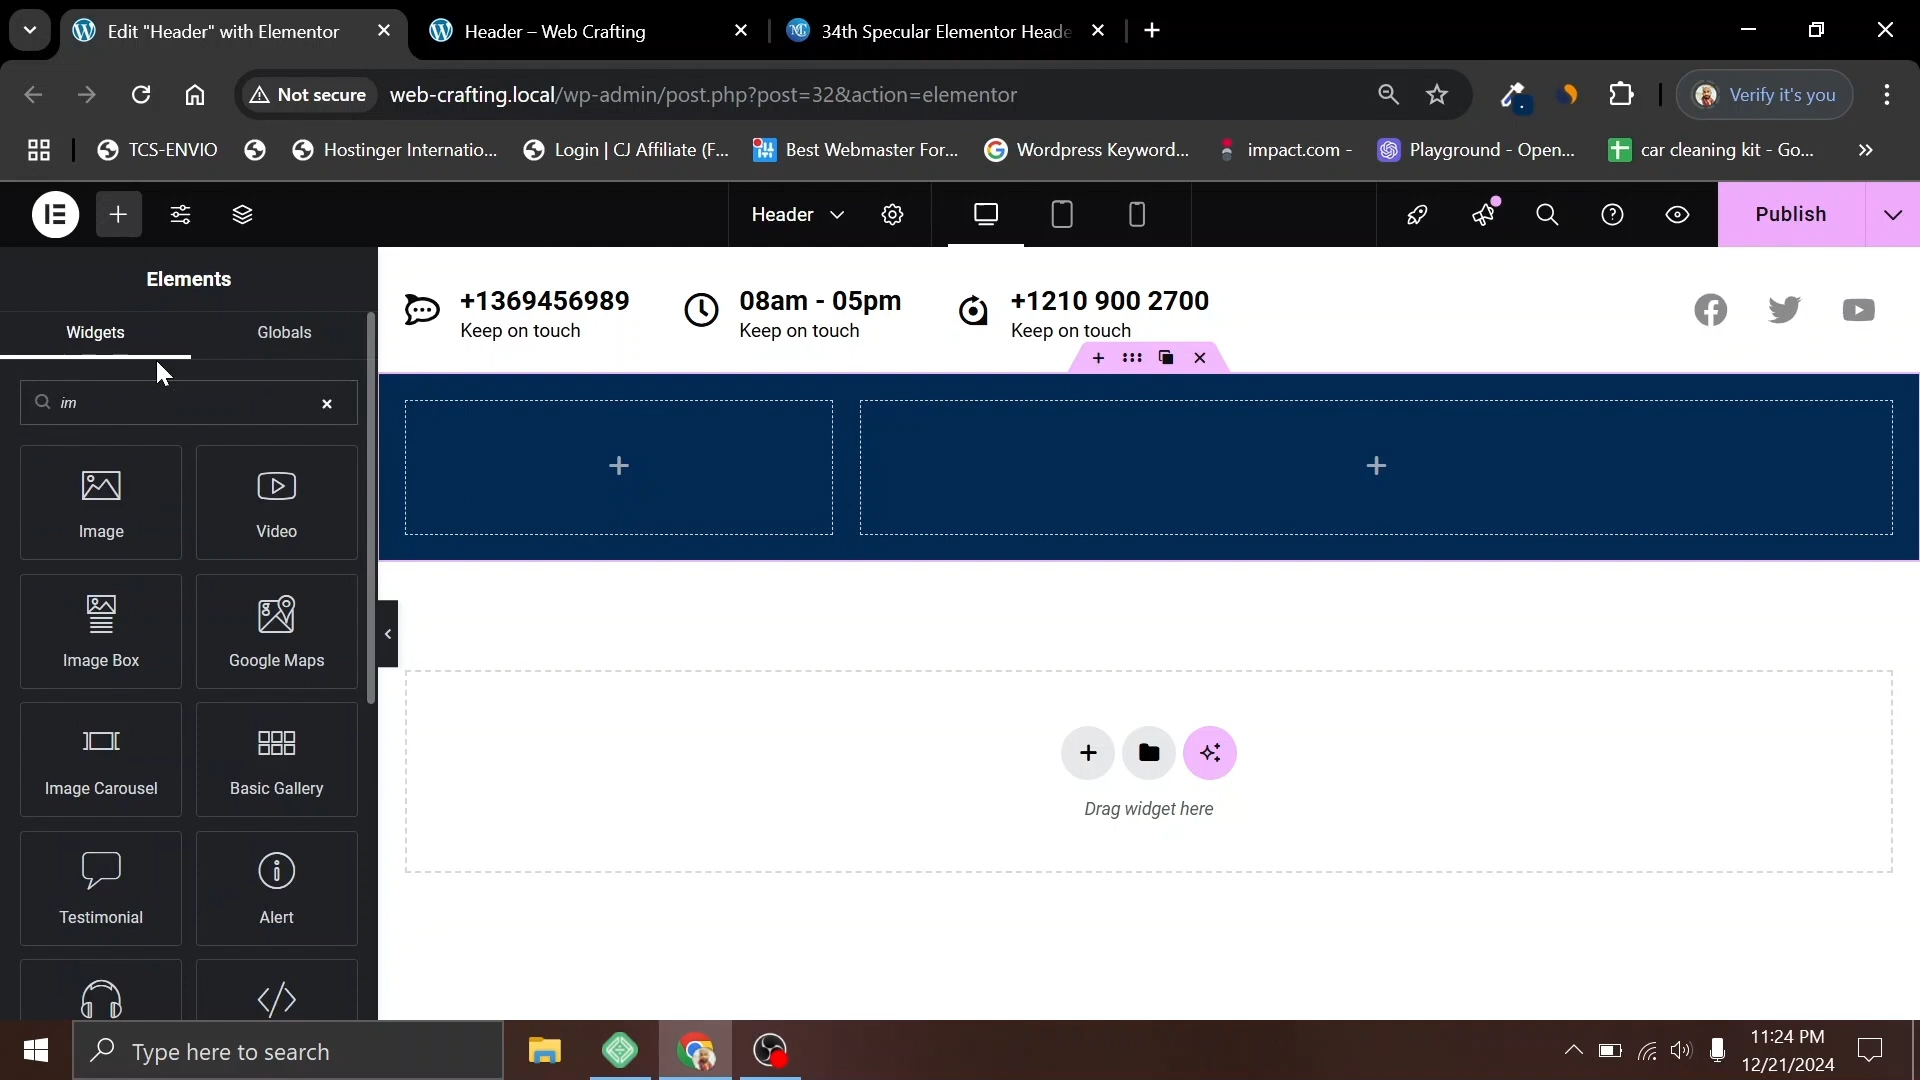 Edit "Header" with Elementor
Header – Web Crafting
34th Specular Elementor Heade
Not secure
web-crafting.local/wp-admin/post.php?post=32&action=elementor
Verify it's you
TCS-ENVIO
Hostinger Internatio...
Login | CJ Affiliate (F...
Best Webmaster For...
Wordpress Keyword...
impact.com -
Playground - Open...
car cleaning kit - Go...
Header
Publish
Elements
Widgets
Globals
im
Image
Video
Image Box
Google Maps
Image Carousel
Basic Gallery
Testimonial
Alert
+1369456989
Keep on touch
08am - 05pm
Keep on touch
+1210 900 2700
Keep on touch
Drag widget here
Type here to search
11:24 PM
12/21/2024